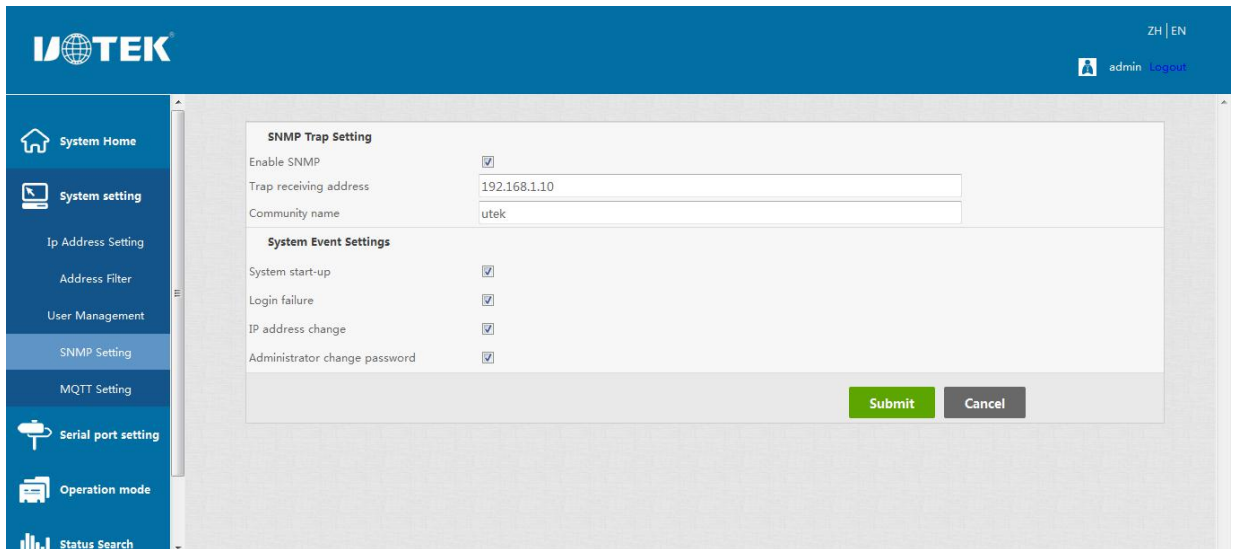 UTEK®
ZH | EN
admin Logout
System Home
System setting
Ip Address Setting
Address Filter
User Management
SNMP Setting
MQTT Setting
Serial port setting
Operation mode
Status Search
SNMP Trap Setting
Enable SNMP
Trap receiving address 192.168.1.10
Community name utek
System Event Settings
System start-up
Login failure
IP address change
Administrator change password
Submit Cancel